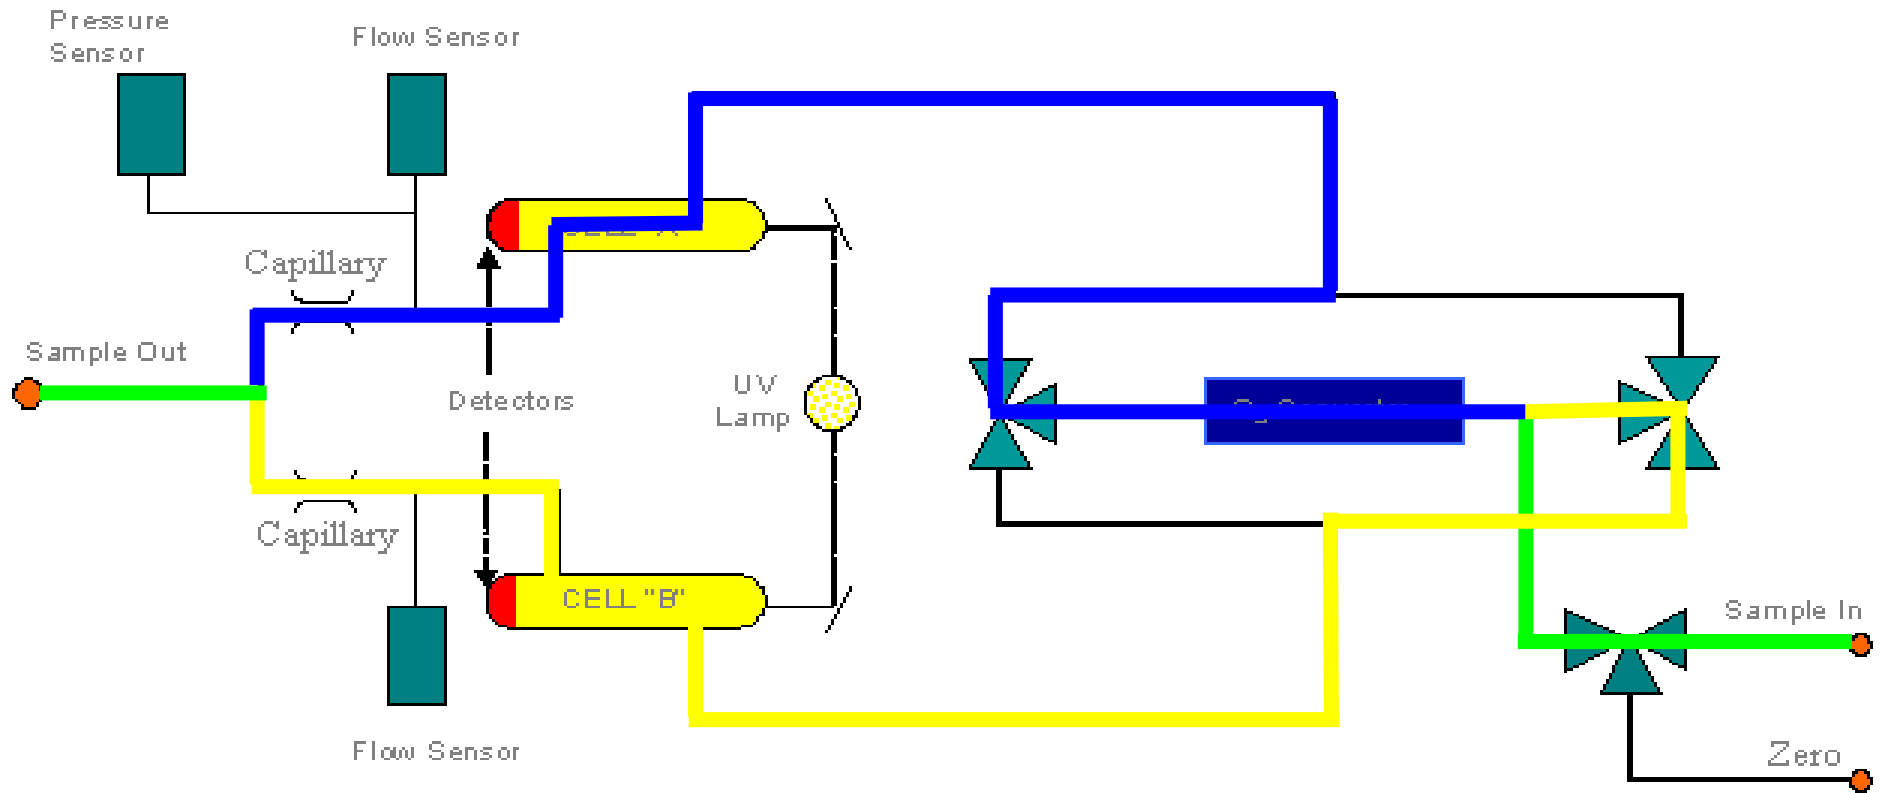 Pressure
Sensor
Flow Sensor
Capillary
Sample Out
Detectors
UV
Lamp
Capillary
CELL "B"
Sample In
Flow Sensor
Zero